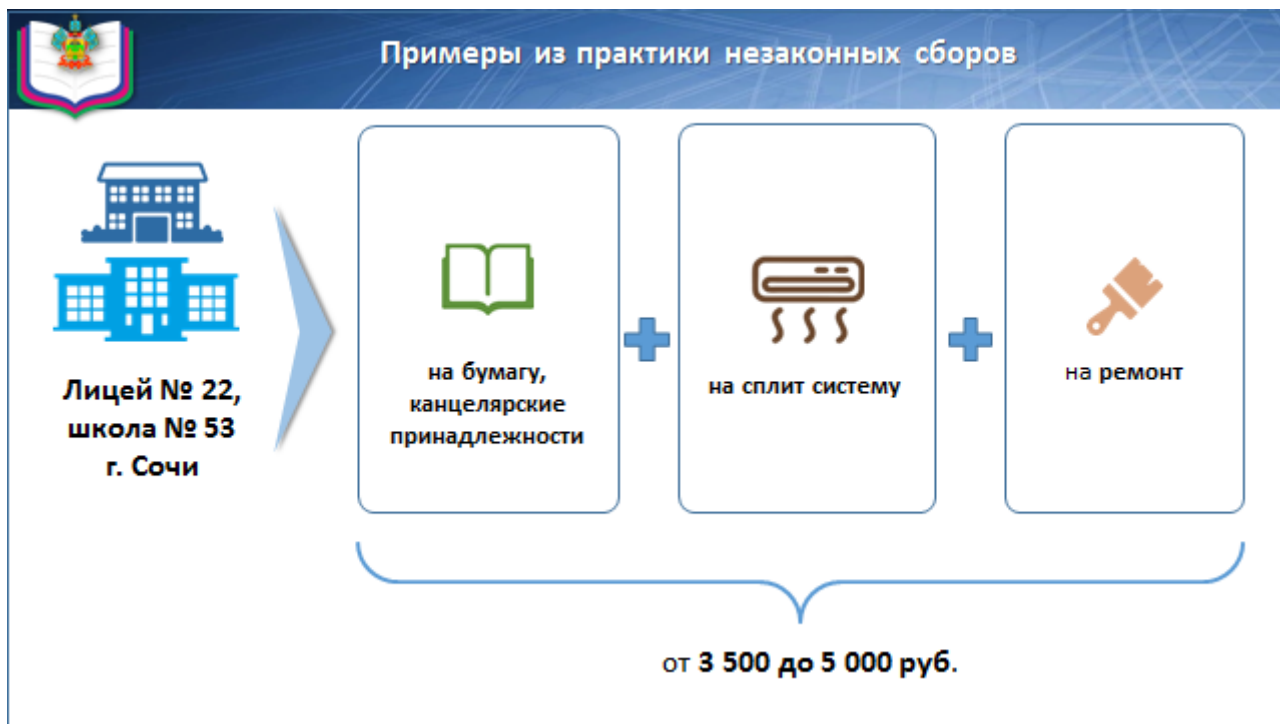 Примеры из практики незаконных сборов
Лицей № 22,
школа № 53
г. Сочи
на бумагу,
канцелярские
принадлежности
на сплит систему
на ремонт
от 3 500 до 5 000 руб.